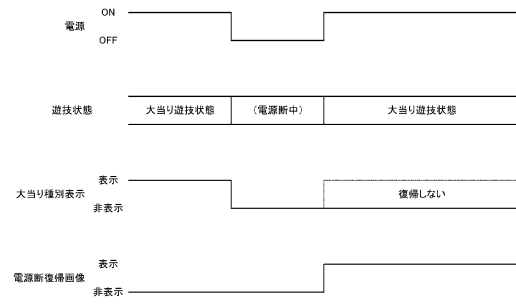 電源
ON
OFF
遊技状態
大当り遊技状態
(電源断中)
大当り遊技状態
大当り種別表示
表示
非表示
復帰しない
電源断復帰画像
表示
非表示